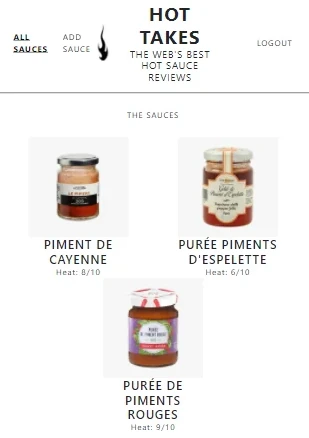 HOT
TAKES
THE WEB'S BEST
HOT SAUCE
REVIEWS
ALL
SAUCES
ADD
SAUCE
LOGOUT
THE SAUCES
PIMENT DE
CAYENNE
Heat: 8/10
PURÉE PIMENTS
D'ESPELETTE
Heat: 6/10
PURÉE DE
PIMENTS
ROUGES
Heat: 9/10